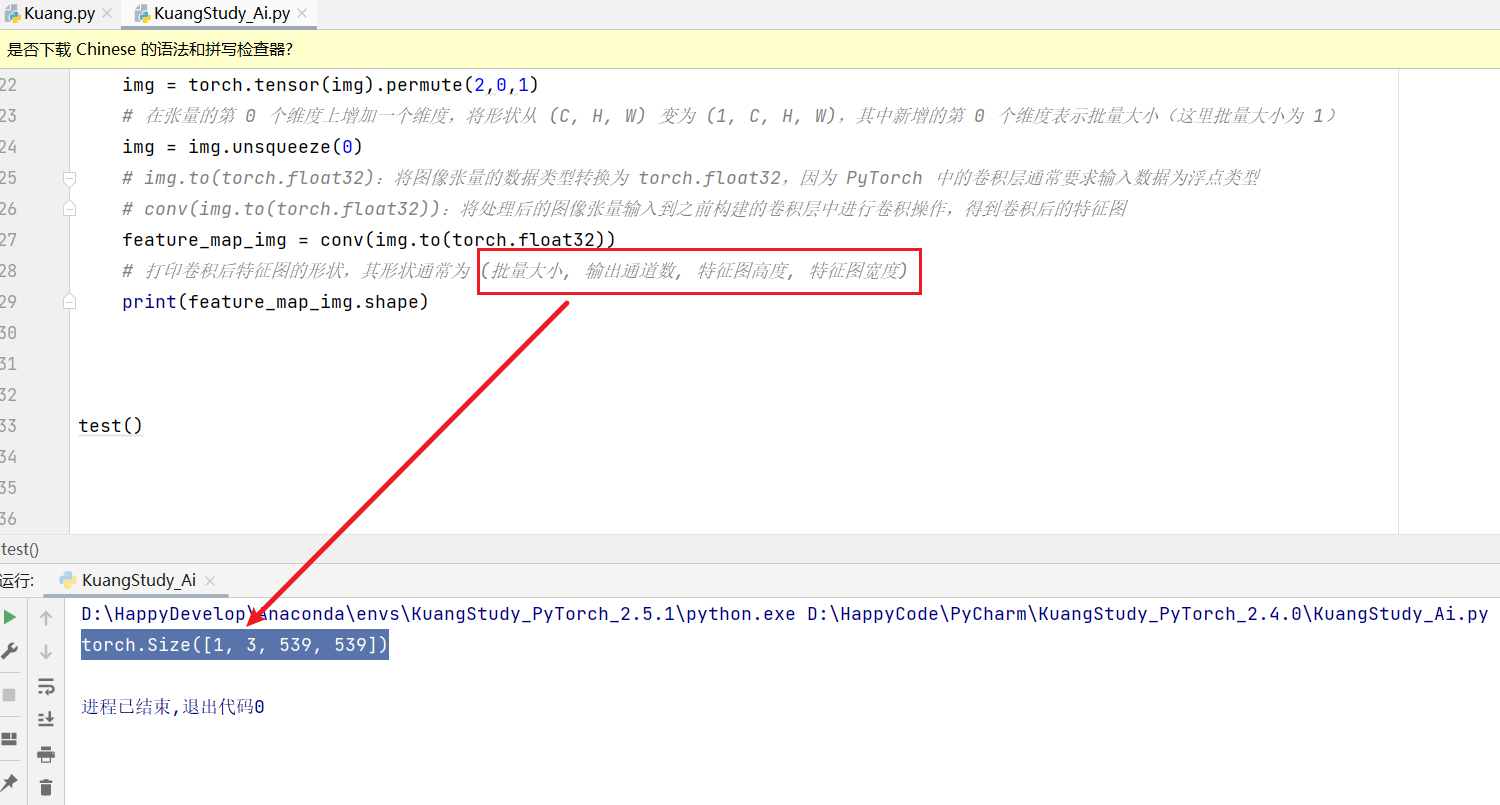 Kuang.py
KuangStudy_Ai.py
是否下载 Chinese 的语法和拼写检查器?
22 img = torch.tensor(img).permute(2,0,1)
23 # 在张量的第 0 个维度上增加一个维度，将形状从 (C, H, W) 变为 (1, C, H, W)，其中新增的第 0 个维度表示批量大小（这里批量大小为 1）
24 img = img.unsqueeze(0)
25 # img.to(torch.float32)：将图像张量的数据类型转换为 torch.float32，因为 PyTorch 中的卷积层通常要求输入数据为浮点类型
26 # conv(img.to(torch.float32))：将处理后的图像张量输入到之前构建的卷积层中进行卷积操作，得到卷积后的特征图
27 feature_map_img = conv(img.to(torch.float32))
28 # 打印卷积后特征图的形状，其形状通常为 (批量大小, 输出通道数, 特征图高度, 特征图宽度)
29 print(feature_map_img.shape)
30
31
32
33 test()
34
35
36
test()
运行: KuangStudy_Ai
D:\HappyDevelop\Anaconda\envs\KuangStudy_PyTorch_2.5.1\python.exe D:\HappyCode\PyCharm\KuangStudy_PyTorch_2.4.0\KuangStudy_Ai.py
torch.Size([1, 3, 539, 539])
进程已结束,退出代码0